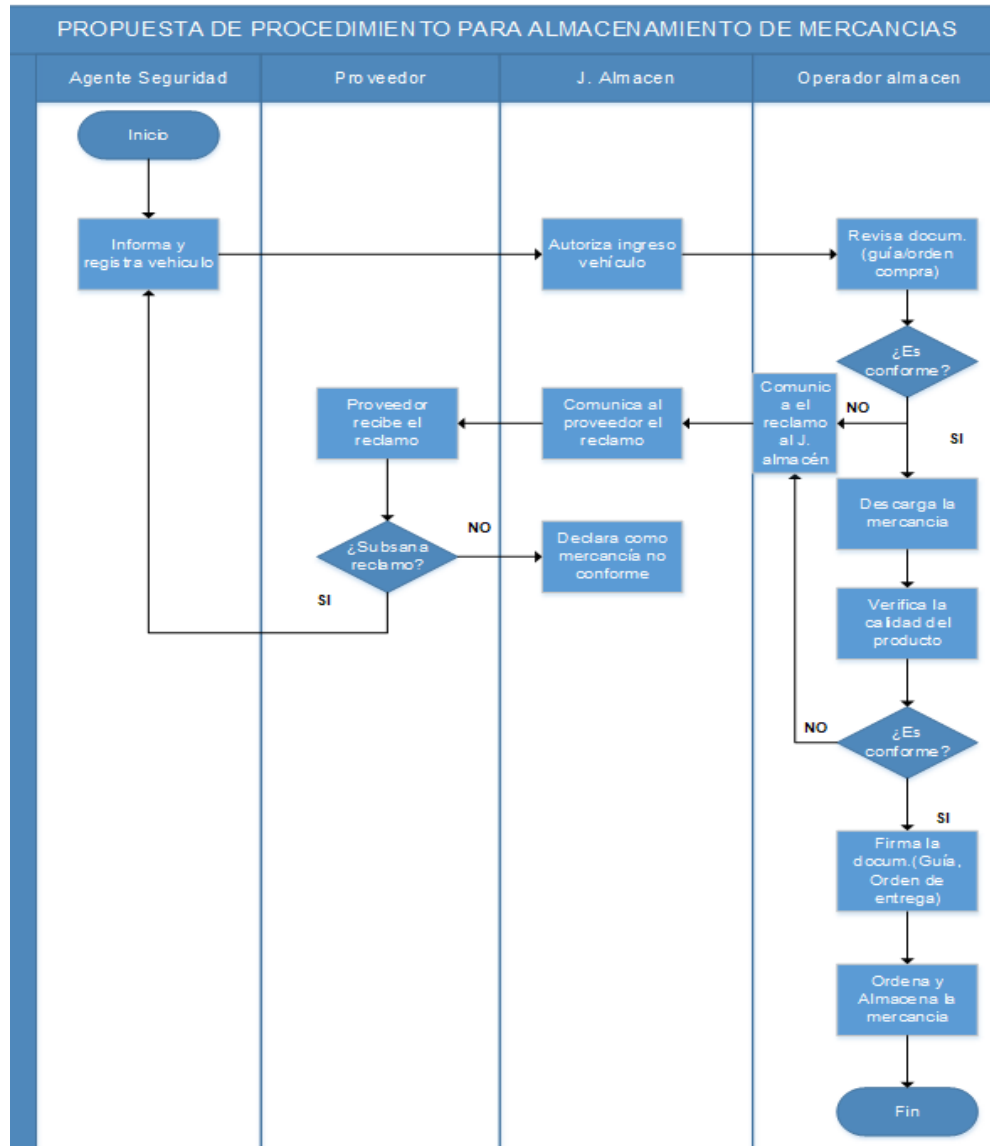 PROPUESTA DE PROCEDIMIENTO PARA ALMACENAMIENTO DE MERCANCIAS
Agente Seguridad
Proveedor
J. Almacen
Operador almacen
Inicio
Informa y
registra vehiculo
Autoriza ingreso
vehículo
Revisa docum.
(guía/orden
compra)
¿Es
conforme?
NO
SI
Comunic
a el
reclamo
al J.
almacén
Comunica al
proveedor el
reclamo
Proveedor
recibe el
reclamo
¿Subsana
reclamo?
NO
SI
Declara como
mercancía no
conforme
Descarga la
mercancia
Verifica la
calidad del
producto
¿Es
conforme?
NO
SI
Firma la
docum.(Guía,
Orden de
entrega)
Ordena y
Almacena la
mercancia
Fin